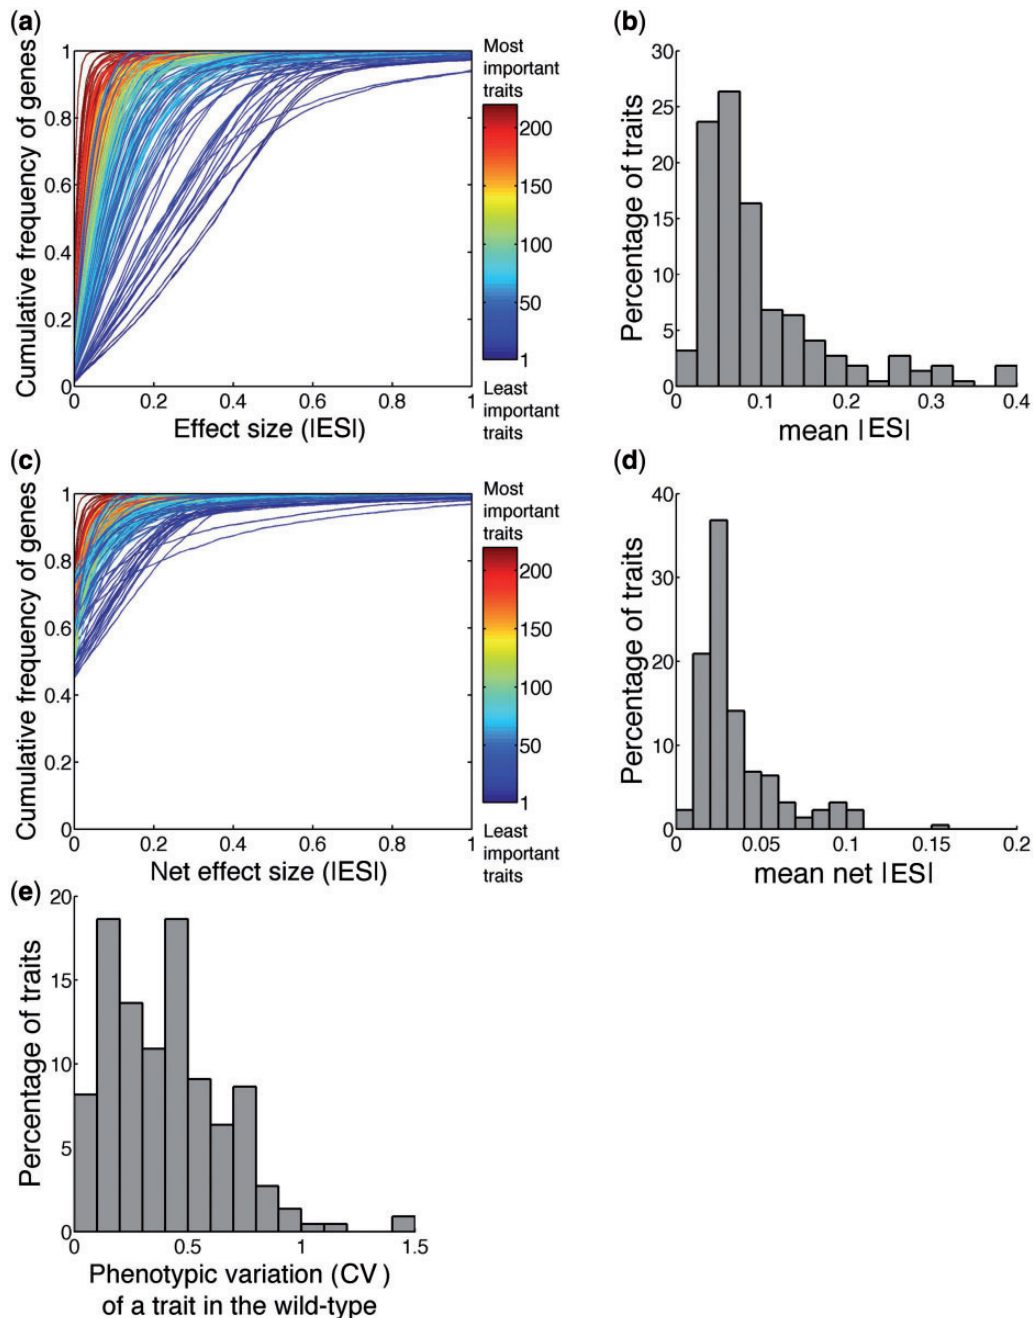 (a)
Cumulative frequency of genes
1
0.8
0.6
0.4
0.2
0
0 0.2 0.4 0.6 0.8 1
Effect size (|ES|)
Most
important
traits
200
150
100
50
1
Least
important
traits
(b)
Percentage of traits
30
25
20
15
10
5
0
0 0.1 0.2 0.3 0.4
mean |ES|
(c)
Cumulative frequency of genes
1
0.8
0.6
0.4
0.2
0
0 0.2 0.4 0.6 0.8 1
Net effect size (|ES|)
Most
important
traits
200
150
100
50
1
Least
important
traits
(d)
Percentage of traits
40
30
20
10
0
0 0.05 0.1 0.15 0.2
mean net |ES|
(e)
Percentage of traits
20
15
10
5
0
0 0.5 1 1.5
Phenotypic variation (CV)
of a trait in the wild-type